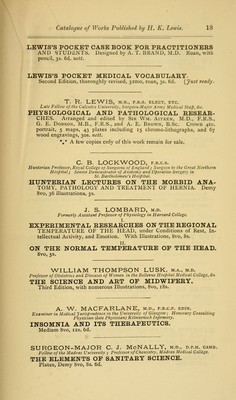 Catalogue of Works Published by H. K. Lewis. 13
LEWIS'S POCKET CASE BOOK FOR PRACTITIONERS
AND STUDENTS. Designed by A. T. BRAND, M.D. Roan, with
pencil, 3s. 6d. nett.
LEWIS'S POCKET MEDICAL VOCABULARY.
Second Edition, thoroughly revised, 32mo, roan, 3s. 6d. [Just ready.
T. R. LEWIS, M.B., F.R.S. ELECT, ETC.
Late Fellow of the Calcutta University, Surgeon-Major Army Medical Staff, &c.
PHYSIOLOGICAL AND PATHOLOGICAL RESEAR-
CHES. Arranged and edited by SIR WM. AITKEN, M.D., F.R.S.,
G. E. DOBSON, M.B., F.R.S., and A. E. BROWN, B.Sc. Crown 4to,
portrait, 5 maps, 43 plates including 15 chromo-lithographs, and 67
wood engravings, 30s. nett.
*** A few copies only of this work remain for sale.
C. B. LOCKWOOD, F.R.C.S.
Hunterian Professor, Royal College of Surgeons of England; Surgeon to the Great Northern
Hospital; Senior Demonstrator of Anatomy and Operative Surgery in
St. Bartholomew's Hospital.
HUNTERIAN LECTURES ON THE MORBID ANA-
TOMY, PATHOLOGY AND TREATMENT OF HERNIA. Demy
8vo, 36 illustrations, 5s.
J. S. LOMBARD, M.D.
Formerly Assistant Professor of Physiology in Harvard College.
I.
EXPERIMENTAL RESEARCHES ON THE REGIONAL
TEMPERATURE OF THE HEAD, under Conditions of Rest, In-
tellectual Activity, and Emotion. With Illustrations, 8vo, 8s.
II.
ON THE NORMAL TEMPERATURE OF THE HEAD.
8vo, 5s.
WILLIAM THOMPSON LUSK, M.A., M.D.
Professor of Obstetrics and Diseases of Women in the Bellevue Hospital Medical College, &c.
THE SCIENCE AND ART OF MIDWIFERY.
Third Edition, with numerous Illustrations, 8vo, 18s.
A. W. MACFARLANE, M.D., F.R.C.P. EDIN.
Examiner in Medical Jurisprudence in the University of Glasgow; Honorary Consulting
Physician (late Physician) Kilmarnock Infirmary.
INSOMNIA AND ITS THERAPEUTICS.
Medium 8vo, 12s. 6d.
SURGEON-MAJOR C. J. McNALLY, M.D., D.P.H. CAMB.
Fellow of the Madras University; Professor of Chemistry, Madras Medical College.
THE ELEMENTS OF SANITARY SCIENCE.
Plates, Demy 8vo, 8s. 6d.